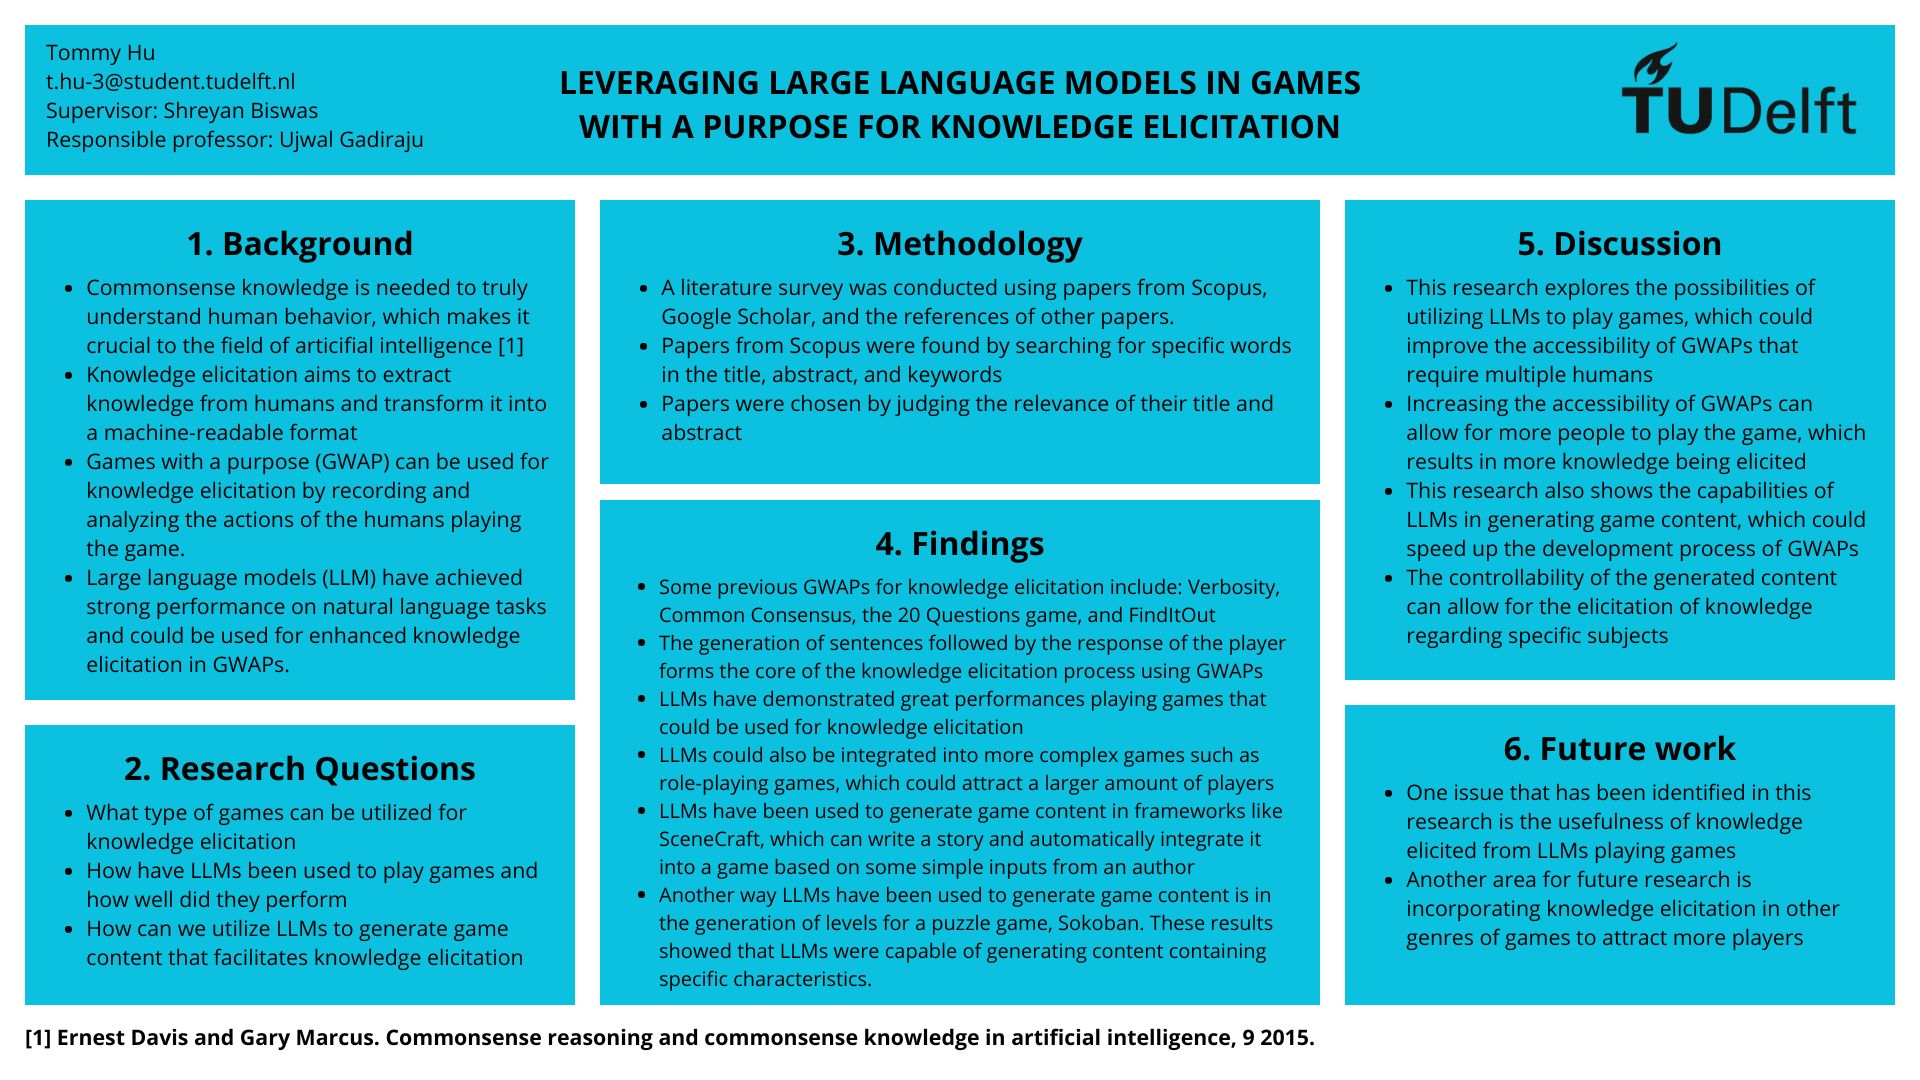 Tommy Hu
t.hu-3@student.tudelft.nl
Supervisor: Shreyan Biswas
Responsible professor: Ujwal Gadiraju
LEVERAGING LARGE LANGUAGE MODELS IN GAMES
WITH A PURPOSE FOR KNOWLEDGE ELICITATION
TU Delft
1. Background
• Commonsense knowledge is needed to truly
understand human behavior, which makes it
crucial to the field of articifial intelligence [1]
• Knowledge elicitation aims to extract
knowledge from humans and transform it into
a machine-readable format
• Games with a purpose (GWAP) can be used for
knowledge elicitation by recording and
analyzing the actions of the humans playing
the game.
• Large language models (LLM) have achieved
strong performance on natural language tasks
and could be used for enhanced knowledge
elicitation in GWAPs.
2. Research Questions
• What type of games can be utilized for
knowledge elicitation
• How have LLMs been used to play games and
how well did they perform
• How can we utilize LLMs to generate game
content that facilitates knowledge elicitation
3. Methodology
• A literature survey was conducted using papers from Scopus,
Google Scholar, and the references of other papers.
• Papers from Scopus were found by searching for specific words
in the title, abstract, and keywords
• Papers were chosen by judging the relevance of their title and
abstract
4. Findings
• Some previous GWAPs for knowledge elicitation include: Verbosity,
Common Consensus, the 20 Questions game, and FindItOut
• The generation of sentences followed by the response of the player
forms the core of the knowledge elicitation process using GWAPs
• LLMs have demonstrated great performances playing games that
could be used for knowledge elicitation
• LLMs could also be integrated into more complex games such as
role-playing games, which could attract a larger amount of players
• LLMs have been used to generate game content in frameworks like
SceneCraft, which can write a story and automatically integrate it
into a game based on some simple inputs from an author
• Another way LLMs have been used to generate game content is in
the generation of levels for a puzzle game, Sokoban. These results
showed that LLMs were capable of generating content containing
specific characteristics.
5. Discussion
• This research explores the possibilities of
utilizing LLMs to play games, which could
improve the accessibility of GWAPs that
require multiple humans
• Increasing the accessibility of GWAPs can
allow for more people to play the game, which
results in more knowledge being elicited
• This research also shows the capabilities of
LLMs in generating game content, which could
speed up the development process of GWAPs
• The controllability of the generated content
can allow for the elicitation of knowledge
regarding specific subjects
6. Future work
• One issue that has been identified in this
research is the usefulness of knowledge
elicited from LLMs playing games
• Another area for future research is
incorporating knowledge elicitation in other
genres of games to attract more players
[1] Ernest Davis and Gary Marcus. Commonsense reasoning and commonsense knowledge in artificial intelligence, 9 2015.